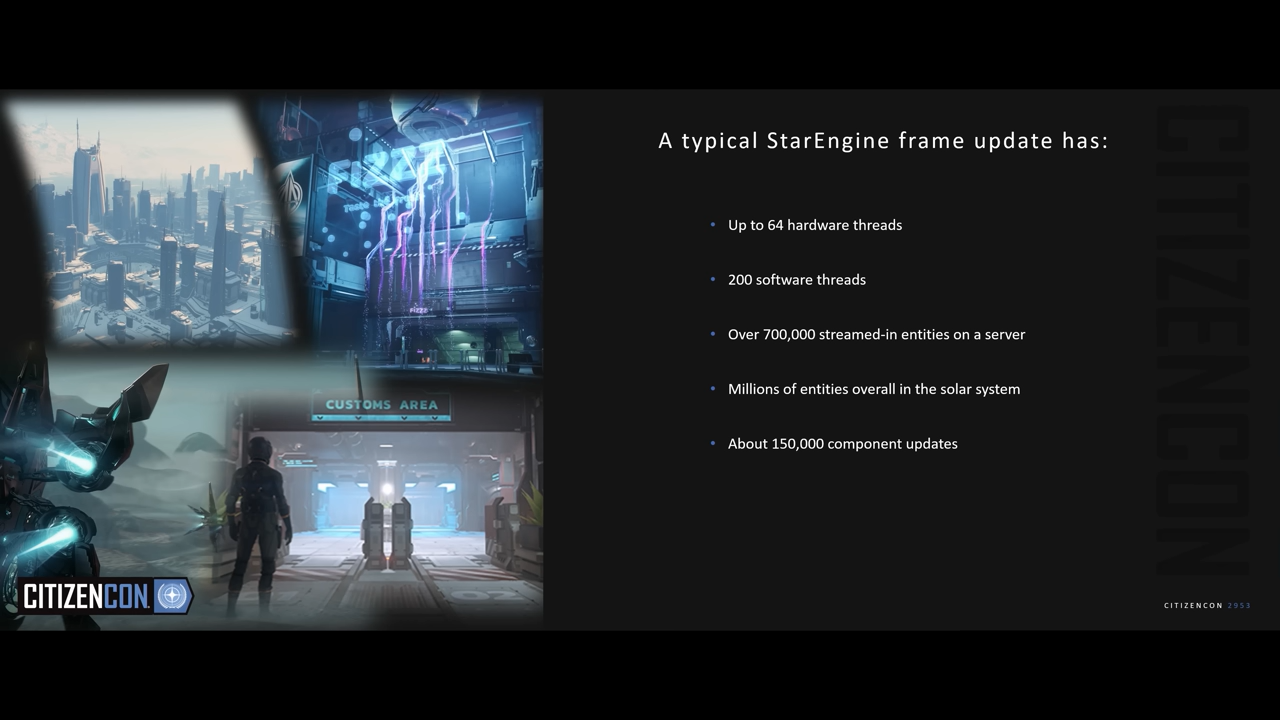 A typical StarEngine frame update has:
• Up to 64 hardware threads
• 200 software threads
• Over 700,000 streamed-in entities on a server
• Millions of entities overall in the solar system
• About 150,000 component updates
FIZZZ
CUSTOMS AREA
CITIZENCON
CITIZENCON
CITIZENCON 2953